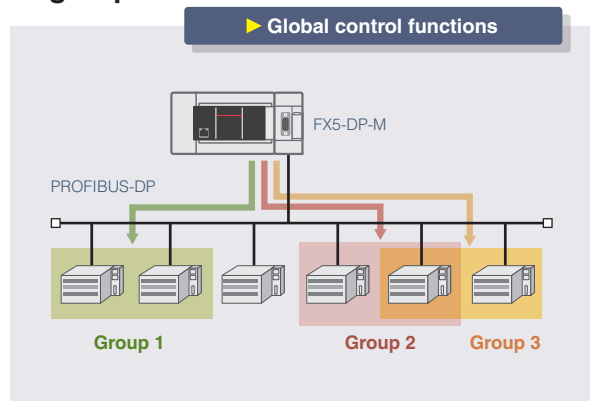 ► Global control functions
FX5-DP-M
PROFIBUS-DP
Group 1
Group 2
Group 3